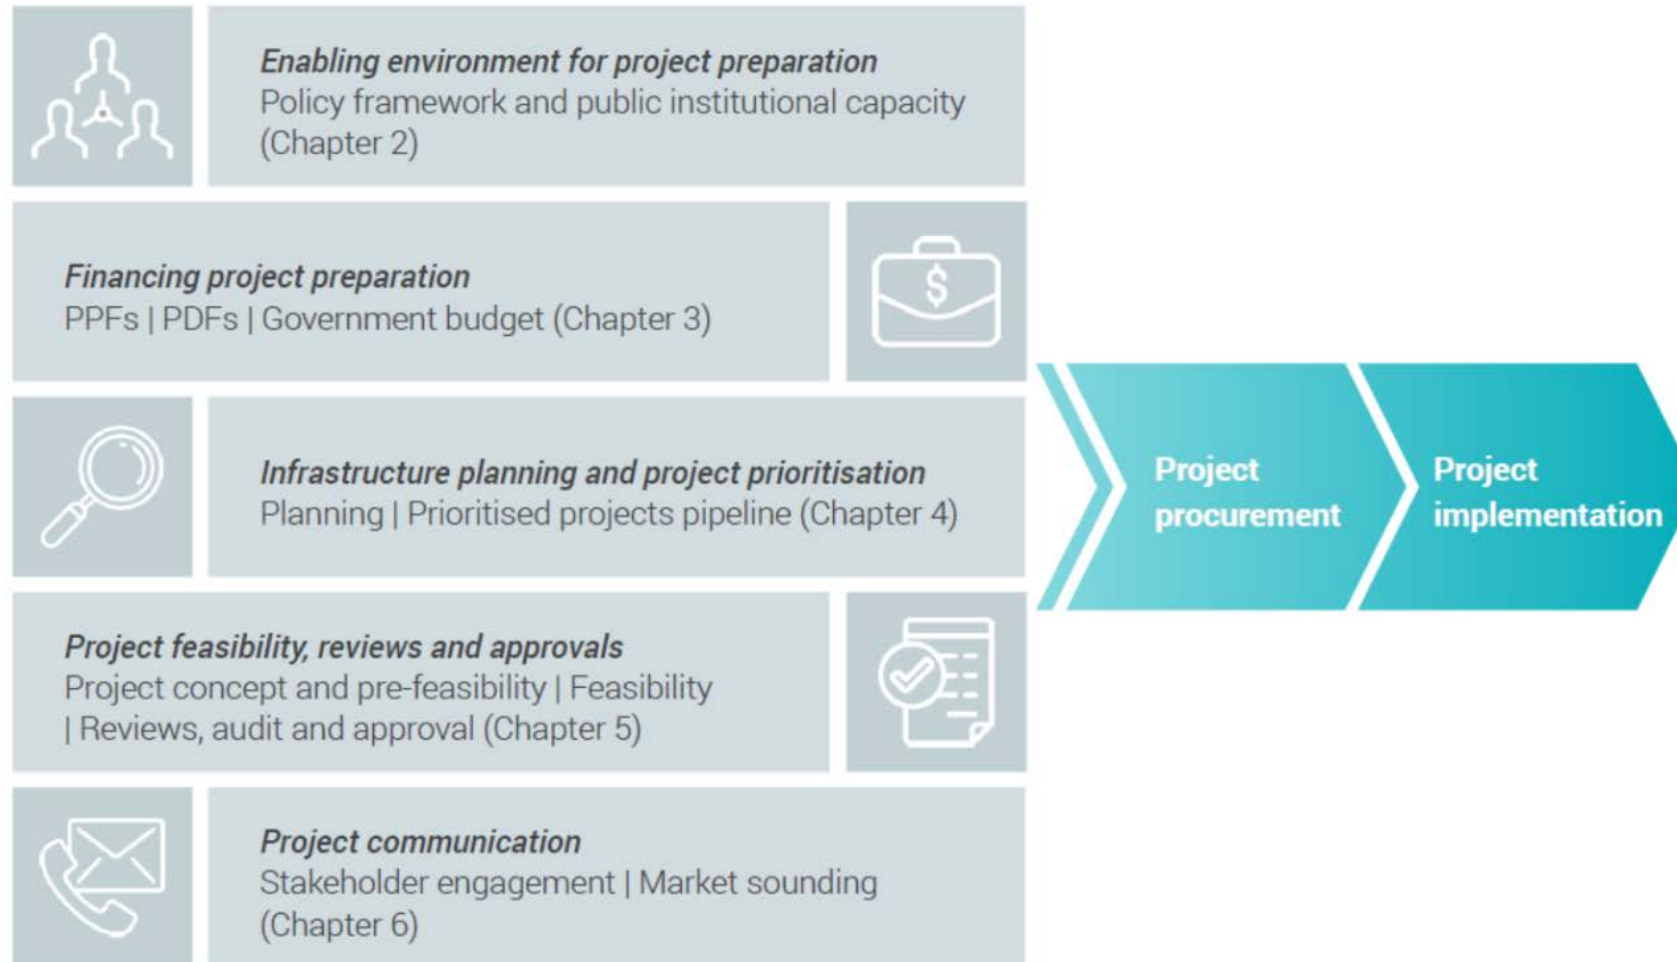 Enabling environment for project preparation
Policy framework and public institutional capacity
(Chapter 2)
Financing project preparation
PPFs | PDFs | Government budget (Chapter 3)
$
Infrastructure planning and project prioritisation
Planning | Prioritised projects pipeline (Chapter 4)
Project feasibility, reviews and approvals
Project concept and pre-feasibility | Feasibility
| Reviews, audit and approval (Chapter 5)
Project communication
Stakeholder engagement | Market sounding
(Chapter 6)
Project
procurement
Project
implementation